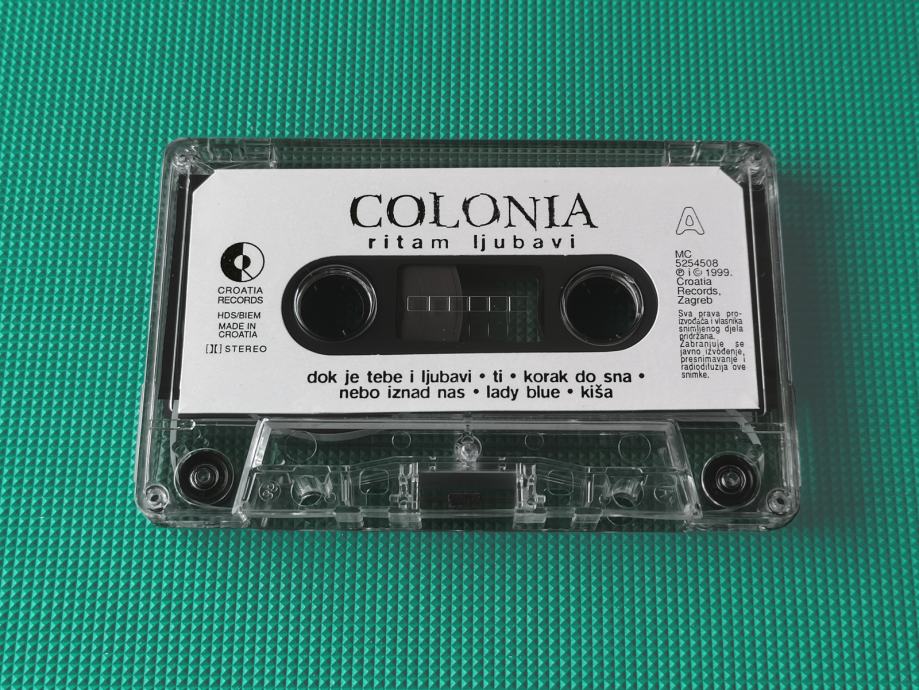 COLONIA
ritam ljubavi
A
CROATIA
RECORDS
HDS/BIEM
MADE IN
CROATIA
STEREO
MC
5254508
℗ i © 1999.
Croatia
Records,
Zagreb
Sva prava pro-
izvođača i vlasnika
snimljenog djela
pridržana.
Zabranjuje se
javno izvođenje,
presnimavanje i
radiodifuzija ove
snimke.
dok je tebe i ljubavi • ti • korak do sna •
nebo iznad nas • lady blue • kiša